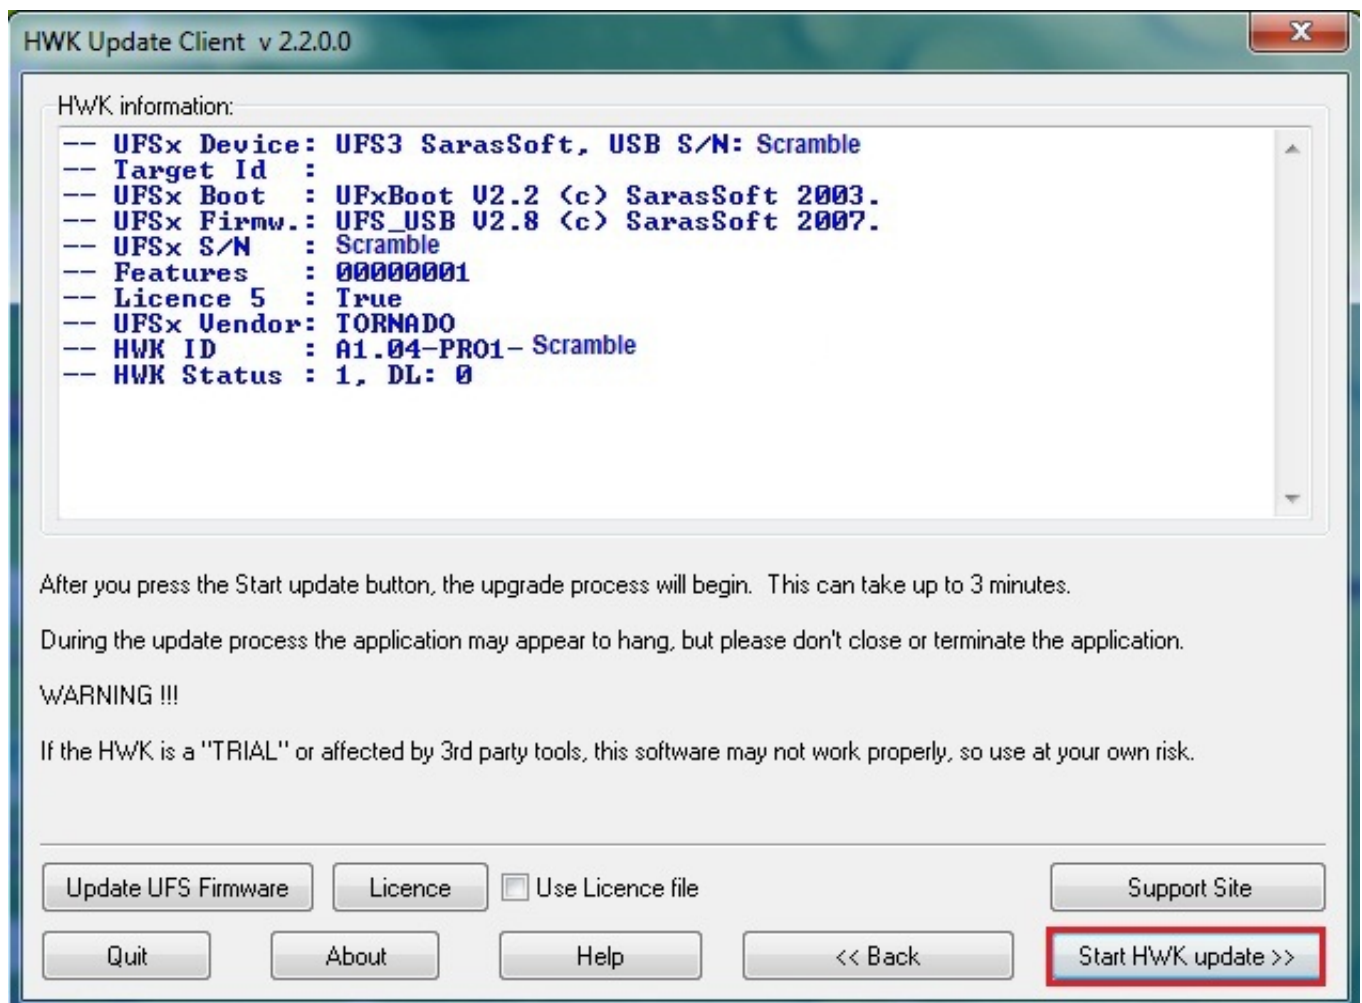 HWK Update Client v 2.2.0.0
HWK information:
-- UFSx Device: UFS3 SarasSoft, USB S/N: Scramble
-- Target Id :
-- UFSx Boot : UFxBoot V2.2 (c) SarasSoft 2003.
-- UFSx Firmw.: UFS_USB V2.8 (c) SarasSoft 2007.
-- UFSx S/N : Scramble
-- Features : 00000001
-- Licence 5 : True
-- UFSx Vendor: TORNADO
-- HWK ID : A1.04-PRO1- Scramble
-- HWK Status : 1, DL: 0
After you press the Start update button, the upgrade process will begin. This can take up to 3 minutes.
During the update process the application may appear to hang, but please don't close or terminate the application.
WARNING !!!
If the HWK is a "TRIAL" or affected by 3rd party tools, this software may not work properly, so use at your own risk.
Update UFS Firmware Licence Use Licence file Support Site
Quit About Help << Back Start HWK update >>